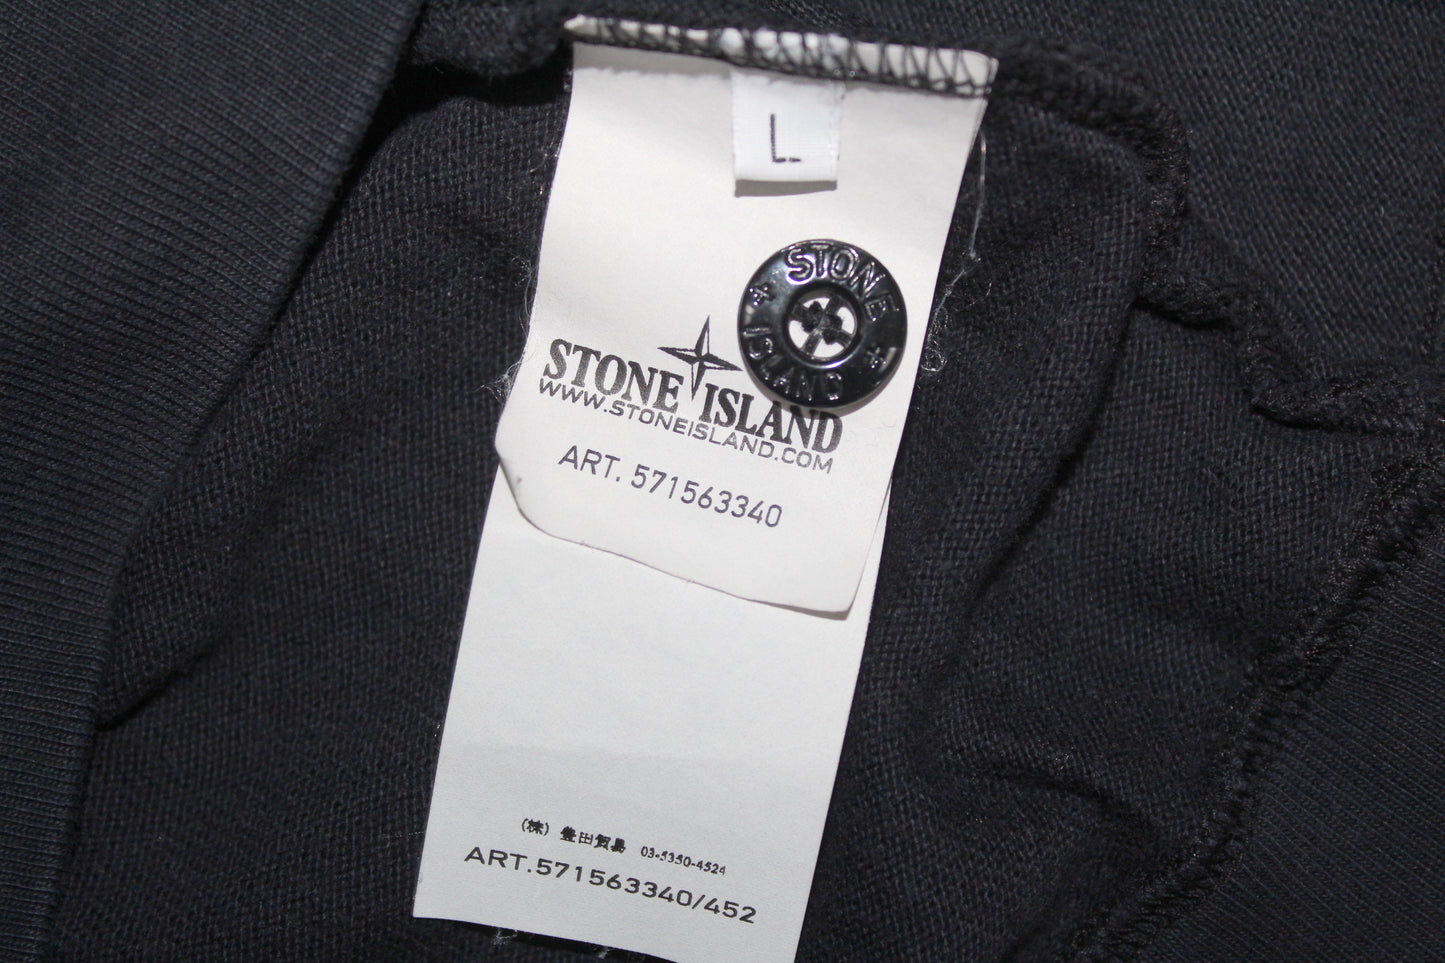 L
STONE ISLAND
STONE ISLAND
WWW.STONEISLAND.COM
ART. 571563340
(株) 豊田貿易 03-5350-4524
ART.571563340/452